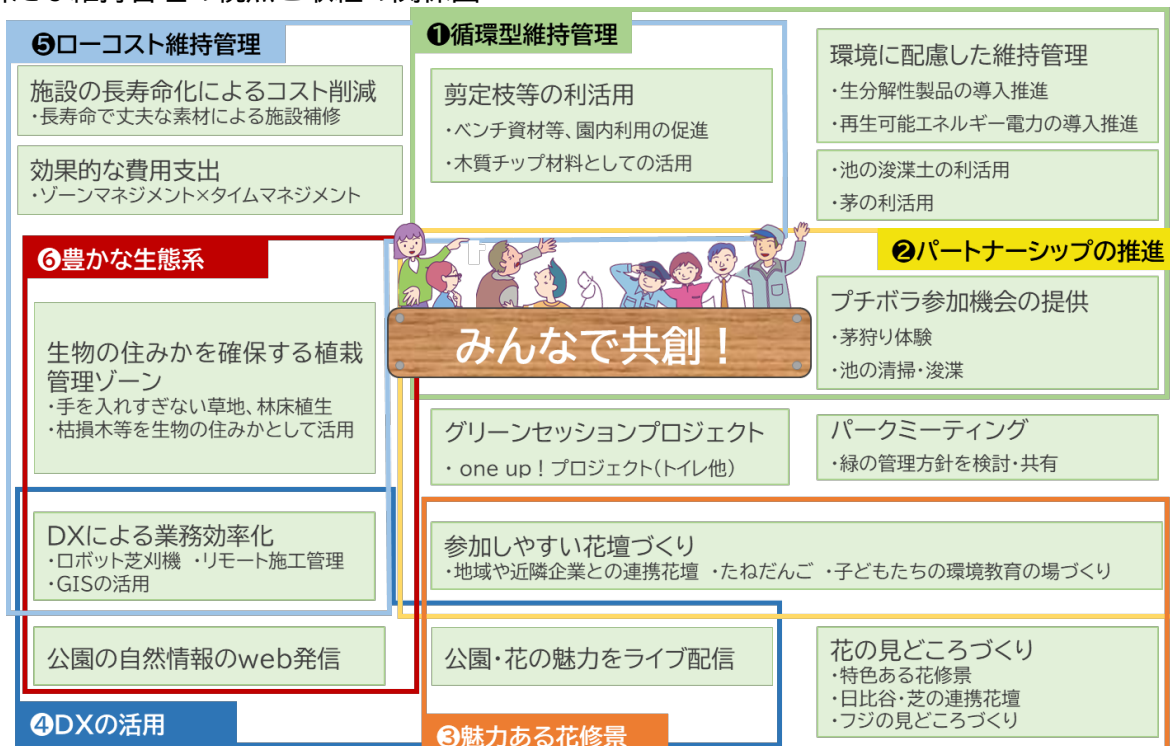 ❺ローコスト維持管理
施設の長寿命化によるコスト削減
・長寿命で丈夫な素材による施設補修
効果的な費用支出
・ゾーンマネジメント×タイムマネジメント
❶循環型維持管理
剪定枝等の利活用
・ベンチ資材等、園内利用の促進
・木質チップ材料としての活用
環境に配慮した維持管理
・生分解性製品の導入推進
・再生可能エネルギー電力の導入推進
・池の浚渫土の利活用
・茅の利活用
❻豊かな生態系
生物の住みかを確保する植栽
管理ゾーン
・手を入れすぎない草地、林床植生
・枯損木等を生物の住みかとして活用
みんなで共創！
❷パートナーシップの推進
プチボラ参加機会の提供
・茅狩り体験
・池の清掃・浚渫
グリーンセッションプロジェクト
・ one up！プロジェクト(トイレ他)
パークミーティング
・緑の管理方針を検討・共有
DXによる業務効率化
・ロボット芝刈機 ・リモート施工管理
・GISの活用
参加しやすい花壇づくり
・地域や近隣企業との連携花壇 ・たねだんご ・子どもたちの環境教育の場づくり
公園の自然情報のweb発信
公園・花の魅力をライブ配信
花の見どころづくり
・特色ある花修景
・日比谷・芝の連携花壇
・フジの見どころづくり
❹DXの活用
❸魅力ある花修景